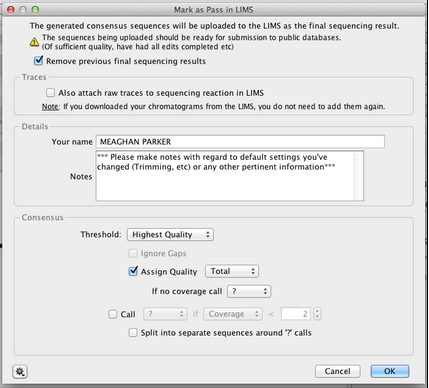 Mark as Pass in LIMS
The generated consensus sequences will be uploaded to the LIMS as the final sequencing result.
The sequences being uploaded should be ready for submission to public databases.
(Of sufficient quality, have had all edits completed etc)
Remove previous final sequencing results
Traces
Also attach raw traces to sequencing reaction in LIMS
Note: If you downloaded your chromatograms from the LIMS, you do not need to add them again.
Details
Your name MEAGHAN PARKER
*** Please make notes with regard to default settings you've
changed (Trimming, etc) or any other pertinent information***
Notes
Consensus
Threshold: Highest Quality
Ignore Gaps
Assign Quality Total
If no coverage call ?
Call ? if Coverage < 2
Split into separate sequences around '?' calls
Cancel OK